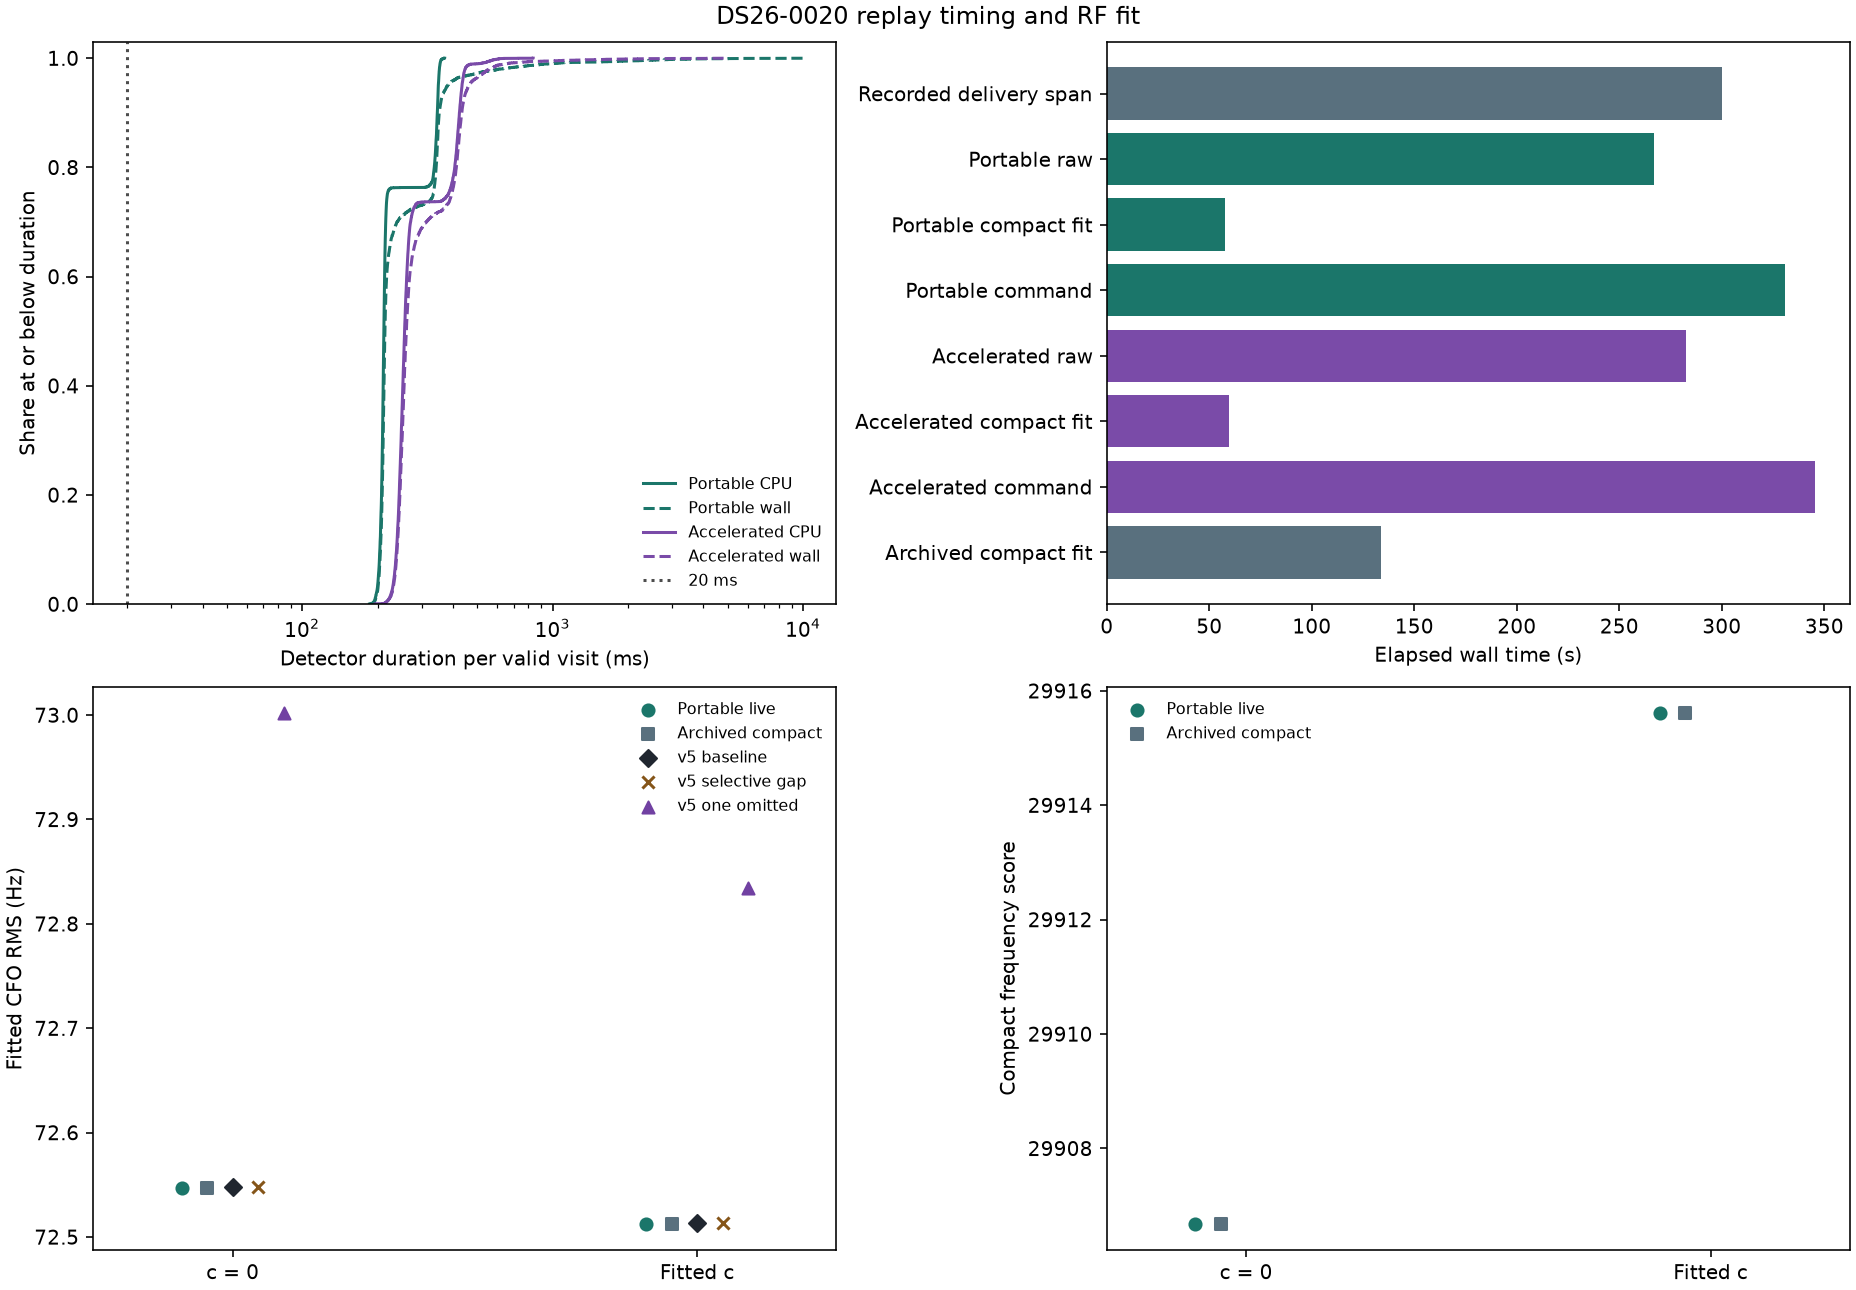 DS26-0020 replay timing and RF fit
1.0
0.8
0.6
0.4
0.2
0.0
Share at or below duration
Portable CPU
Portable wall
Accelerated CPU
Accelerated wall
20 ms
10²
10³
10⁴
Detector duration per valid visit (ms)
Recorded delivery span
Portable raw
Portable compact fit
Portable command
Accelerated raw
Accelerated compact fit
Accelerated command
Archived compact fit
0 50 100 150 200 250 300 350
Elapsed wall time (s)
73.0
72.9
72.8
72.7
72.6
72.5
Fitted CFO RMS (Hz)
Portable live
Archived compact
v5 baseline
v5 selective gap
v5 one omitted
c = 0
Fitted c
29916
29914
29912
29910
29908
Compact frequency score
Portable live
Archived compact
c = 0
Fitted c